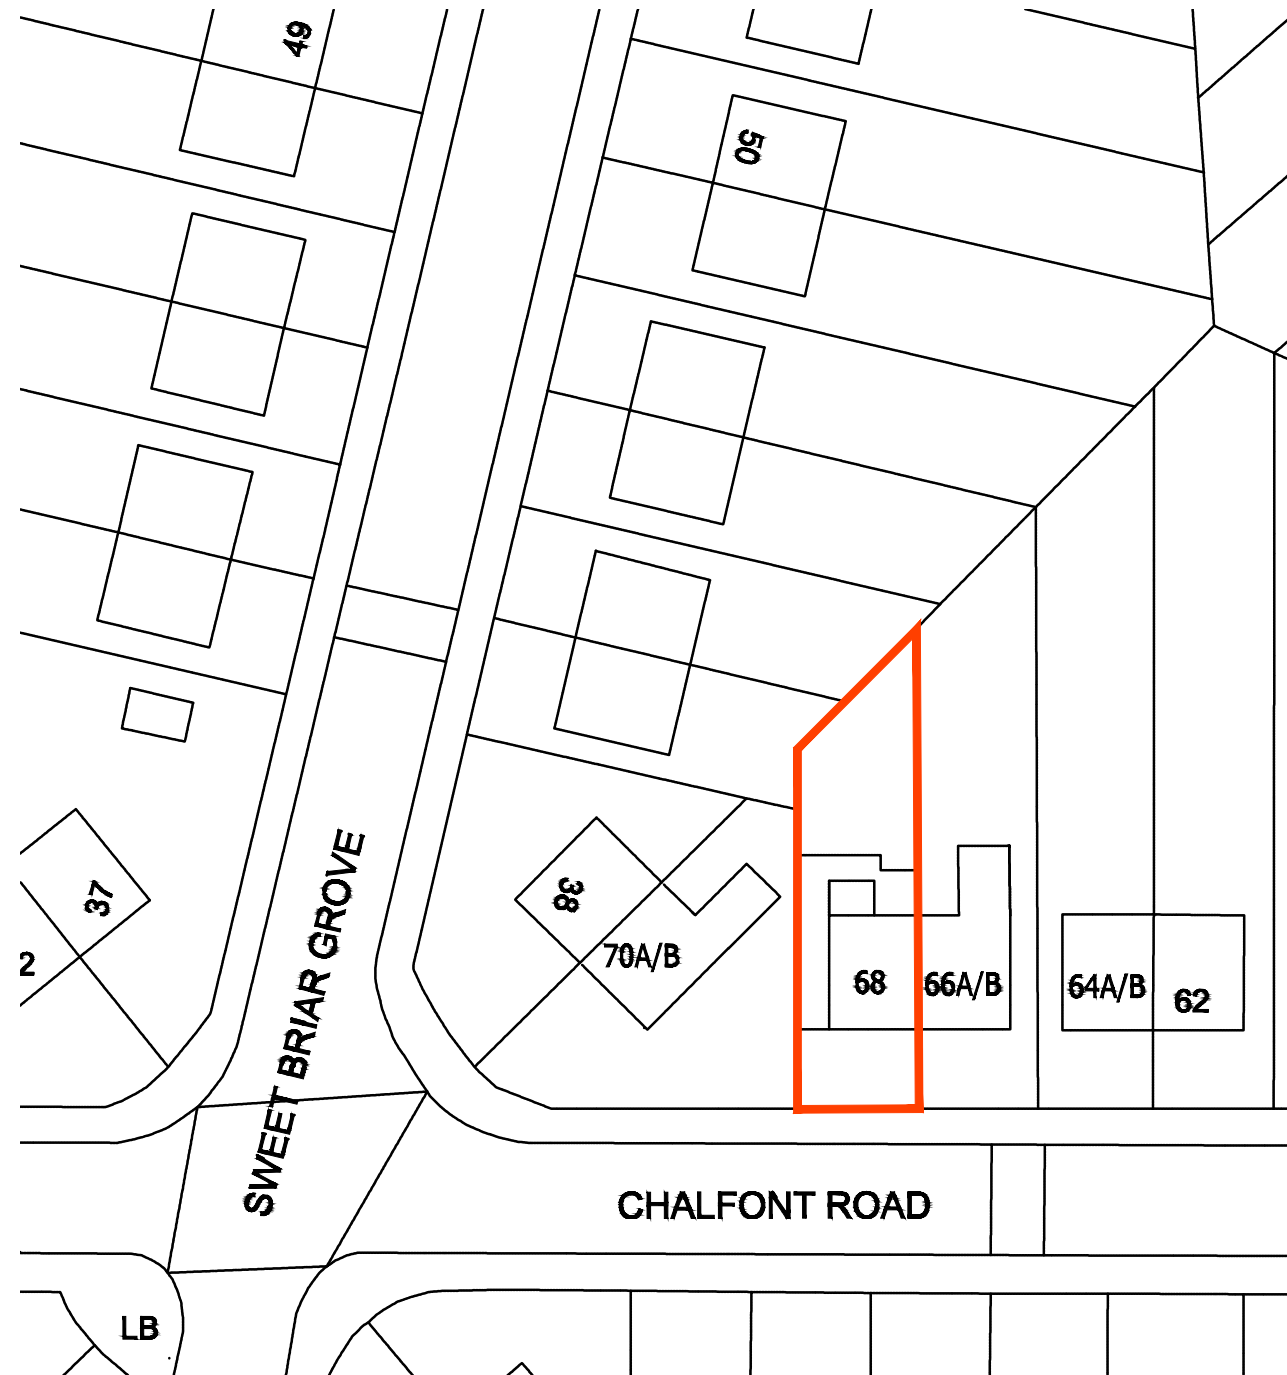 49
50
37
38
2
70A/B
68
66A/B
64A/B
62
SWEET BRIAR GROVE
CHALFONT ROAD
LB